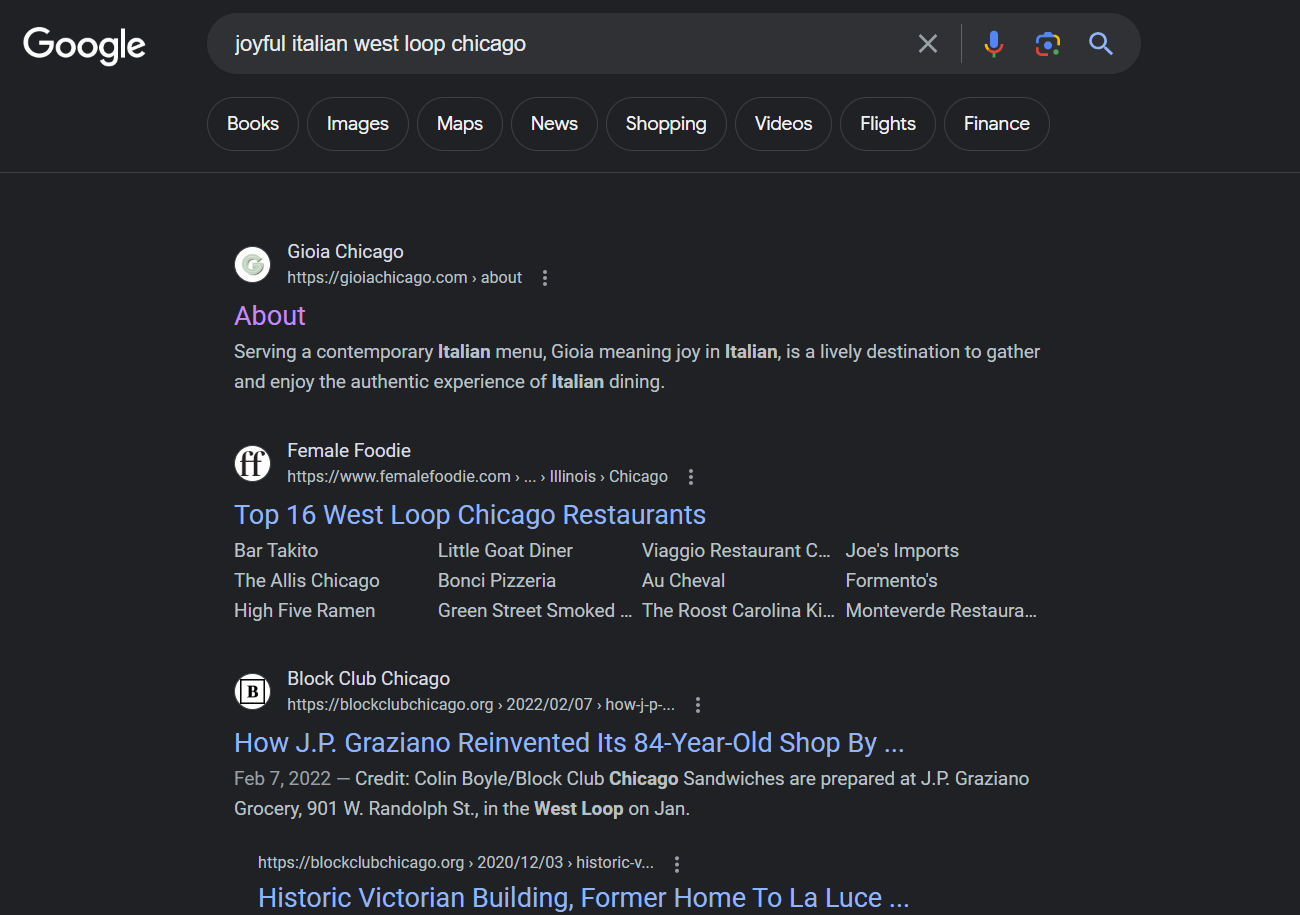 Google
joyful italian west loop chicago
Books Images Maps News Shopping Videos Flights Finance
G
Gioia Chicago
https://gioiachicago.com › about
About
Serving a contemporary Italian menu, Gioia meaning joy in Italian, is a lively destination to gather
and enjoy the authentic experience of Italian dining.
ff
Female Foodie
https://www.femalefoodie.com › ... › Illinois › Chicago
Top 16 West Loop Chicago Restaurants
Bar Takito Little Goat Diner Viaggio Restaurant C... Joe's Imports
The Allis Chicago Bonci Pizzeria Au Cheval Formento's
High Five Ramen Green Street Smoked ... The Roost Carolina Ki... Monteverde Restaura...
B
Block Club Chicago
https://blockclubchicago.org › 2022/02/07 › how-j-p-...
How J.P. Graziano Reinvented Its 84-Year-Old Shop By ...
Feb 7, 2022 — Credit: Colin Boyle/Block Club Chicago Sandwiches are prepared at J.P. Graziano
Grocery, 901 W. Randolph St., in the West Loop on Jan.
https://blockclubchicago.org › 2020/12/03 › historic-v...
Historic Victorian Building, Former Home To La Luce ...